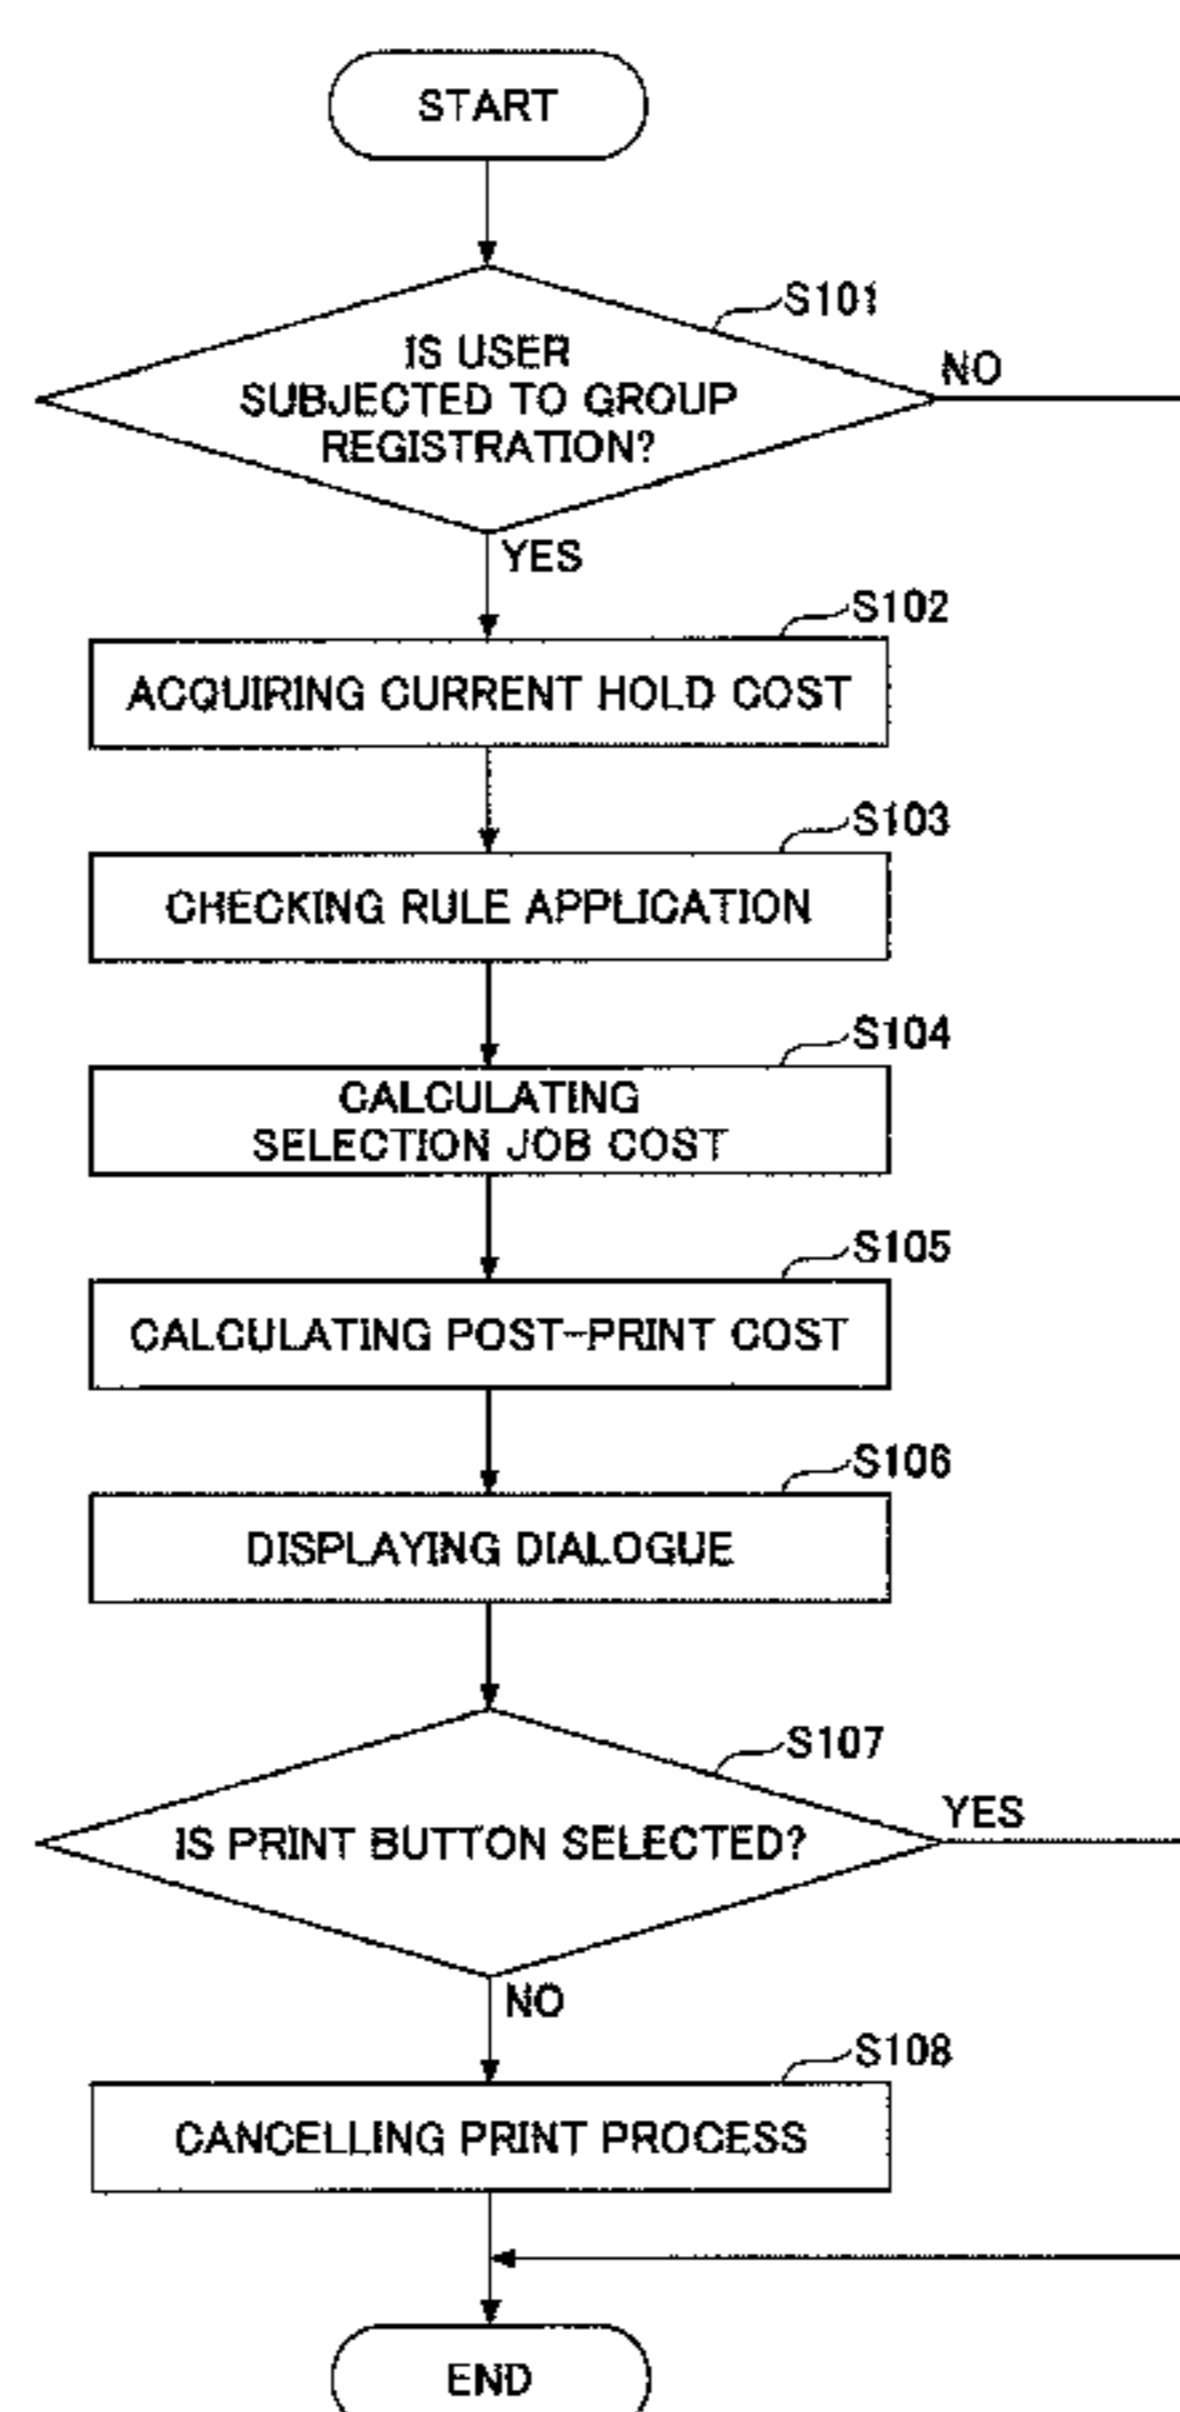 START
S101
IS USER
SUBJECTED TO GROUP
REGISTRATION?
NO
YES
S102
ACQUIRING CURRENT HOLD COST
S103
CHECKING RULE APPLICATION
S104
CALCULATING
SELECTION JOB COST
S105
CALCULATING POST-PRINT COST
S106
DISPLAYING DIALOGUE
S107
IS PRINT BUTTON SELECTED?
YES
NO
S108
CANCELLING PRINT PROCESS
END